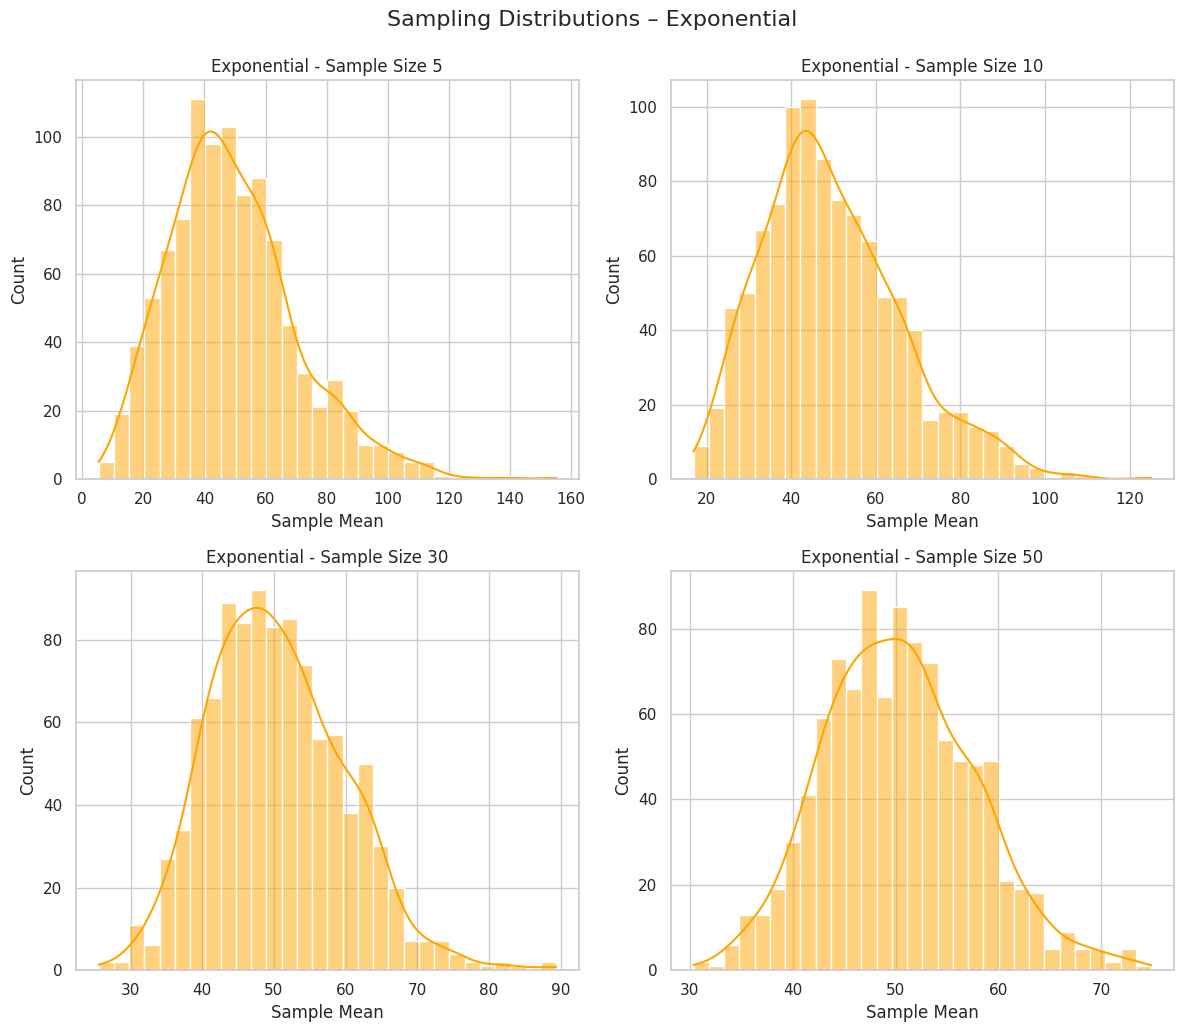 Sampling Distributions – Exponential
Exponential - Sample Size 5
Count
100
80
60
40
20
0
0 20 40 60 80 100 120 140 160
Sample Mean
Exponential - Sample Size 10
Count
100
80
60
40
20
0
20 40 60 80 100 120
Sample Mean
Exponential - Sample Size 30
Count
80
60
40
20
0
30 40 50 60 70 80 90
Sample Mean
Exponential - Sample Size 50
Count
80
60
40
20
0
30 40 50 60 70
Sample Mean